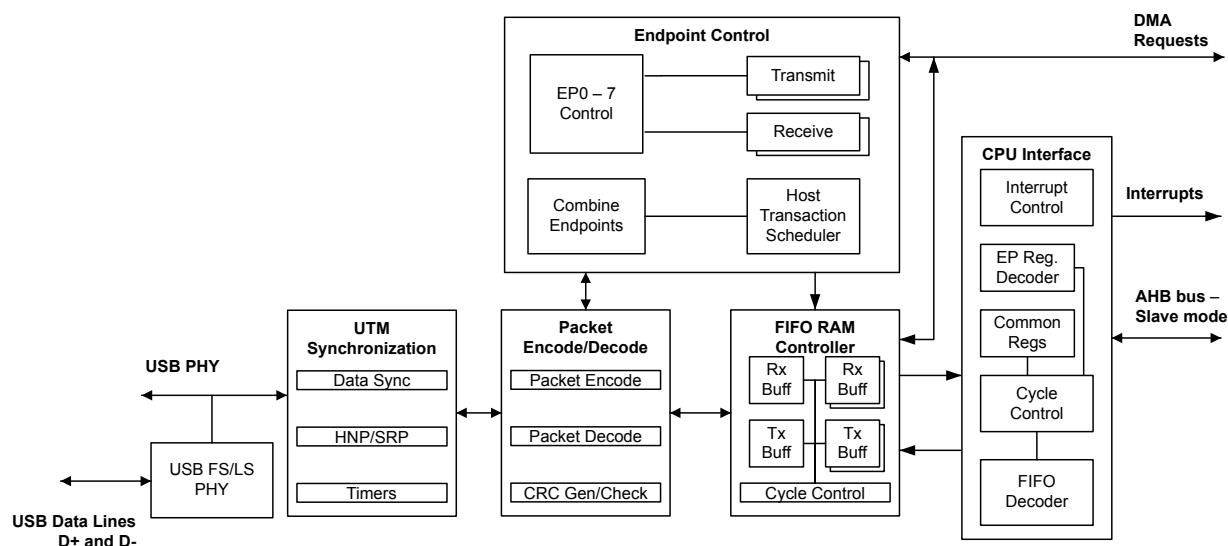 Endpoint Control
EP0 – 7
Control
Transmit
Receive
Combine
Endpoints
Host
Transaction
Scheduler
DMA
Requests
CPU Interface
Interrupt
Control
EP Reg.
Decoder
Common
Regs
Cycle
Control
FIFO
Decoder
Interrupts
AHB bus –
Slave mode
UTM
Synchronization
Data Sync
HNP/SRP
Timers
Packet
Encode/Decode
Packet Encode
Packet Decode
CRC Gen/Check
FIFO RAM
Controller
Rx
Buff
Rx
Buff
Tx
Buff
Tx
Buff
Cycle Control
USB PHY
USB FS/LS
PHY
USB Data Lines
D+ and D-